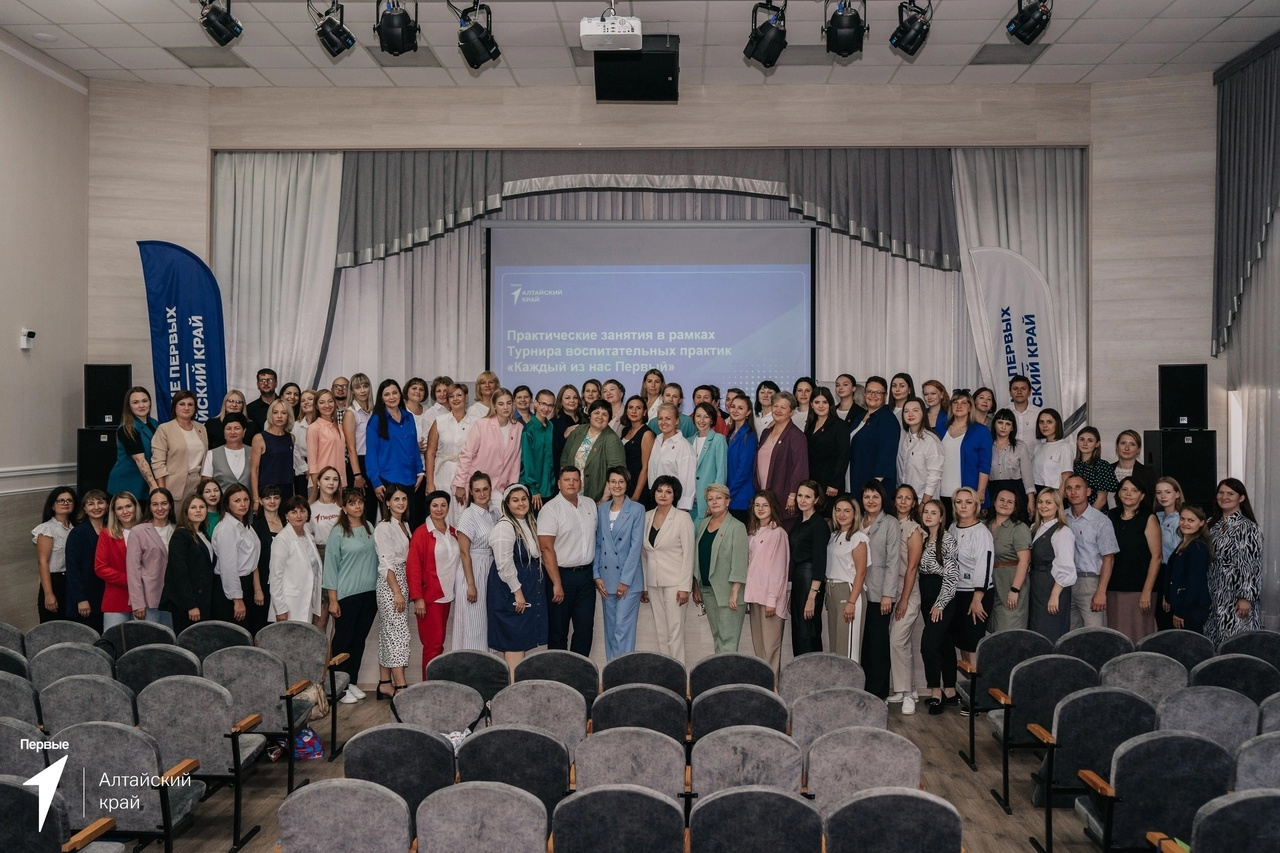 АЛТАЙСКИЙ
КРАЙ
Практические занятия в рамках
Турнира воспитательных практик
«Каждый из нас Первый»
Е ПЕРВЫХ
ЙСКИЙ КРАЙ
Е ПЕРВЫХ
СКИЙ КРАЙ
Первые
Алтайский
край